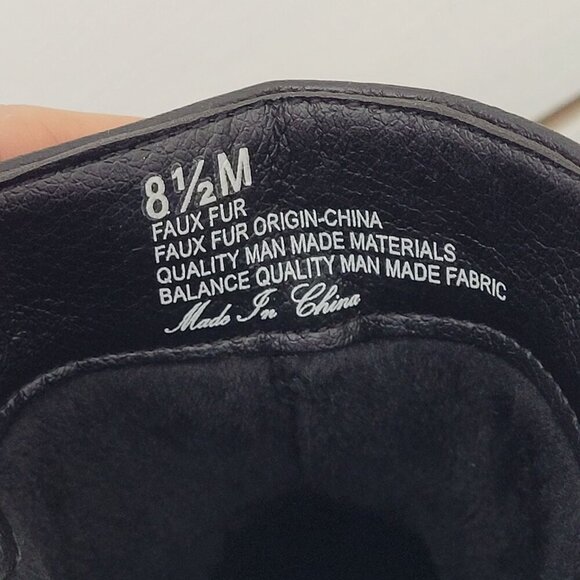 8½M
FAUX FUR
FAUX FUR ORIGIN-CHINA
QUALITY MAN MADE MATERIALS
BALANCE QUALITY MAN MADE FABRIC
Made In China